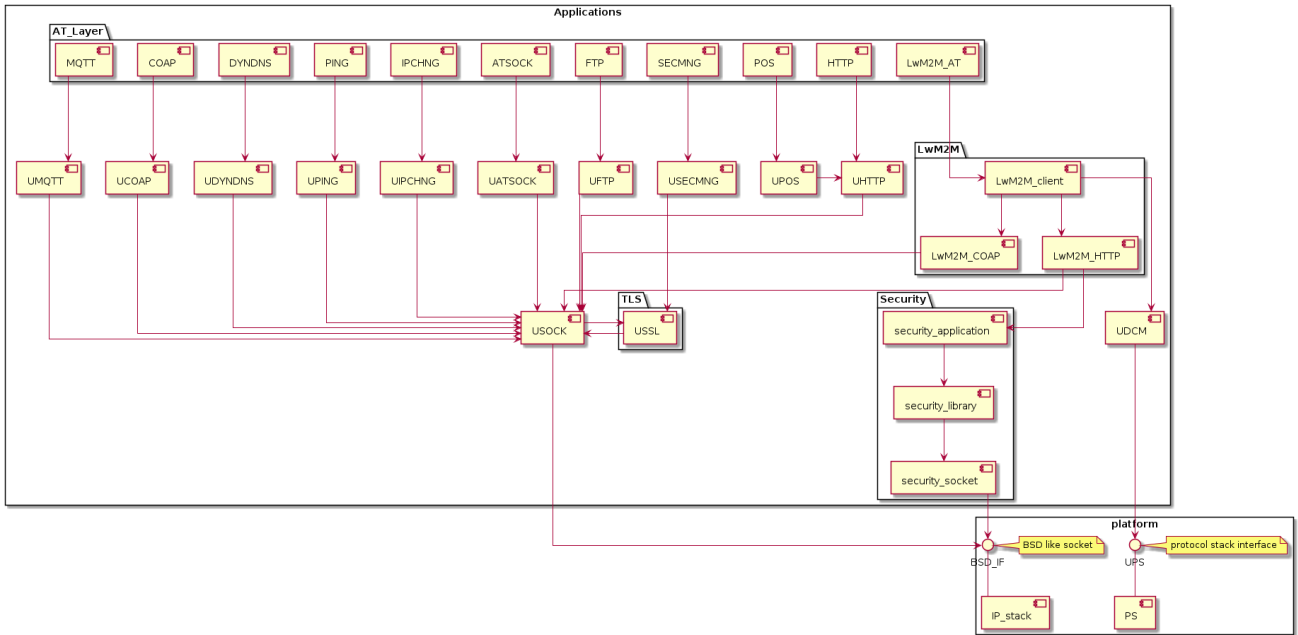 Applications
AT_Layer
MQTT COAP DYNDNS PING IPCHNG ATSOCK FTP SECMNG POS HTTP LwM2M_AT
LwM2M
UMQTT UCOAP UDYNDNS UPING UIPCHNG UATSOCK UFTP USECMNG UPOS UHTTP LwM2M_client
LwM2M_COAP LwM2M_HTTP
TLS Security
USOCK USSL security_application UDCM
security_library
security_socket
platform
BSD like socket protocol stack interface
BSD_IF UPS
IP_stack PS